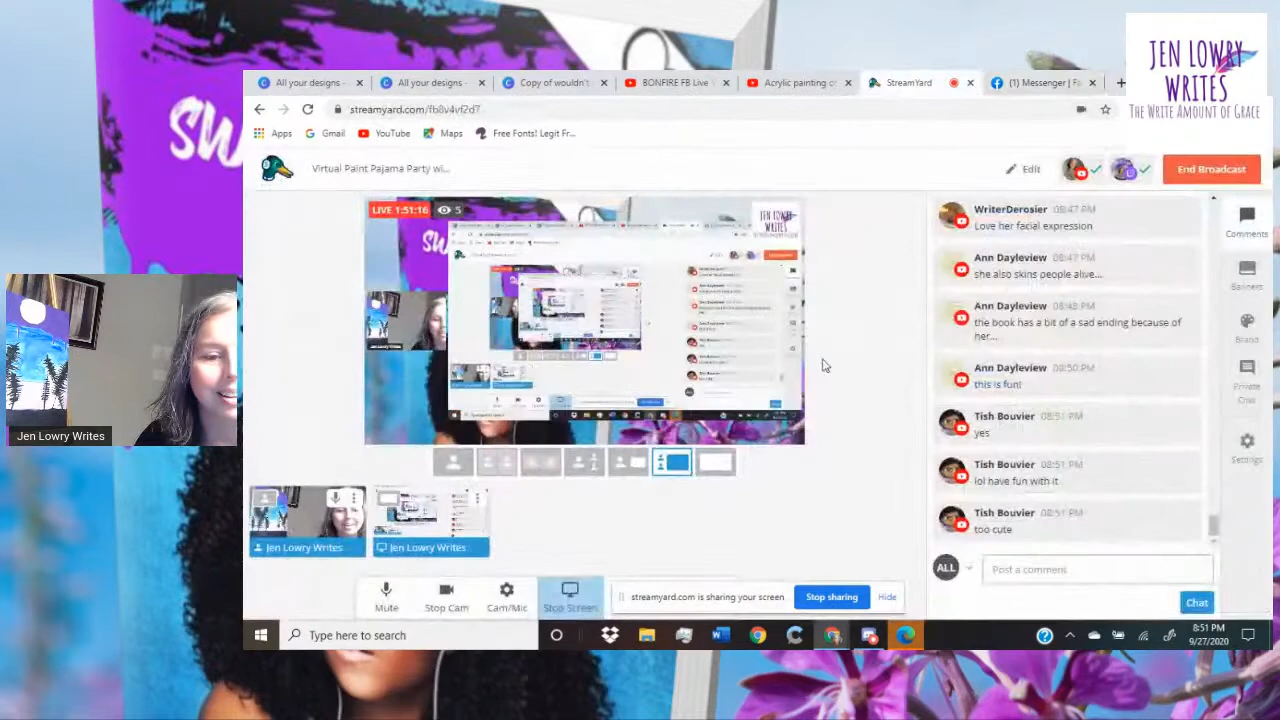 SW
JEN LOWRY
WRITES
THE WRITE AMOUNT OF GRACE
All your designs -
All your designs -
Copy of wouldn't
BONFIRE FB Live
Acrylic painting o
StreamYard
(1) Messenger | Fa
streamyard.com/fb8v4vf2d7
Apps
Gmail
YouTube
Maps
Free Fonts! Legit Fr...
Virtual Paint Pajama Party wi...
Edit
End Broadcast
LIVE 1:51:16
5
JEN LOWRY
WRITES
WriterDerosier 08:47 PM
Love her facial expression
Ann Dayleview 08:47 PM
she also skins people alive...
Ann Dayleview 08:48 PM
the book has a bit of a sad ending because of
her...
Ann Dayleview 08:50 PM
this is fun!
Tish Bouvier 08:51 PM
yes
Tish Bouvier 08:51 PM
lol have fun with it
Tish Bouvier 08:51 PM
too cute
Comments
Banners
Brand
Private
Chat
Settings
Jen Lowry Writes
Jen Lowry Writes
Jen Lowry Writes
ALL
Post a comment
Chat
Mute
Stop Cam
Cam/Mic
Stop Screen
streamyard.com is sharing your screen
Stop sharing
Hide
Type here to search
8:51 PM
9/27/2020